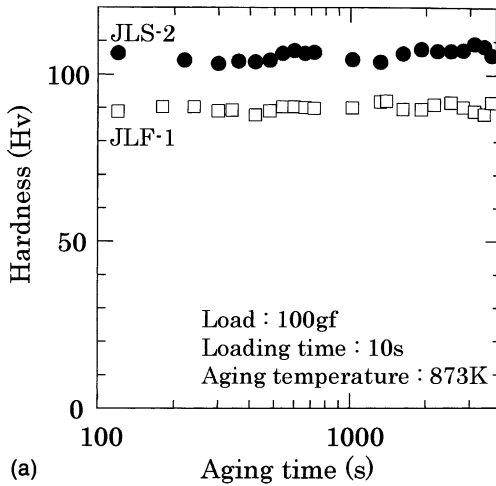 JLS-2
100
JLF-1
Hardness (Hv)
50
Load : 100gf
Loading time : 10s
Aging temperature : 873K
0
100
1000
(a)
Aging time (s)